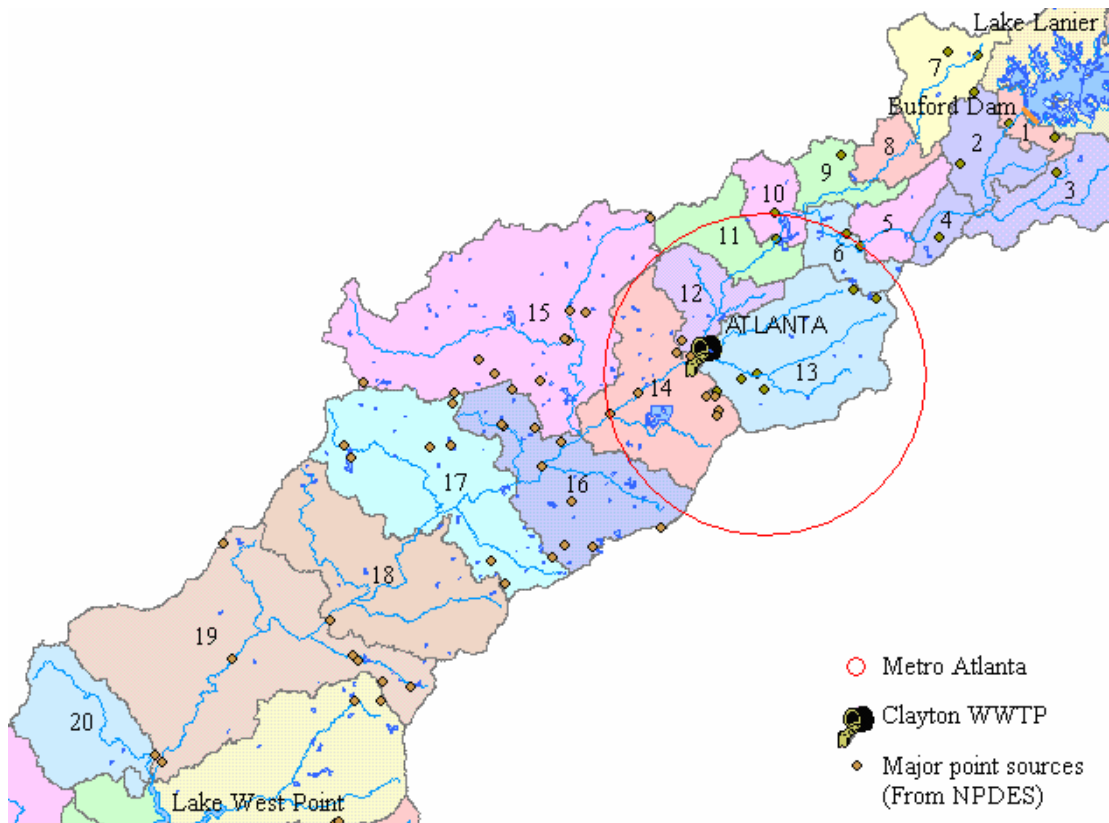 Lake Lanier
7
Buford Dam
1
2
8
9
3
10
5
4
11
6
12
15
ATLANTA
13
14
16
17
18
19
20
Metro Atlanta
Clayton WWTP
Major point sources
(From NPDES)
Lake West Point